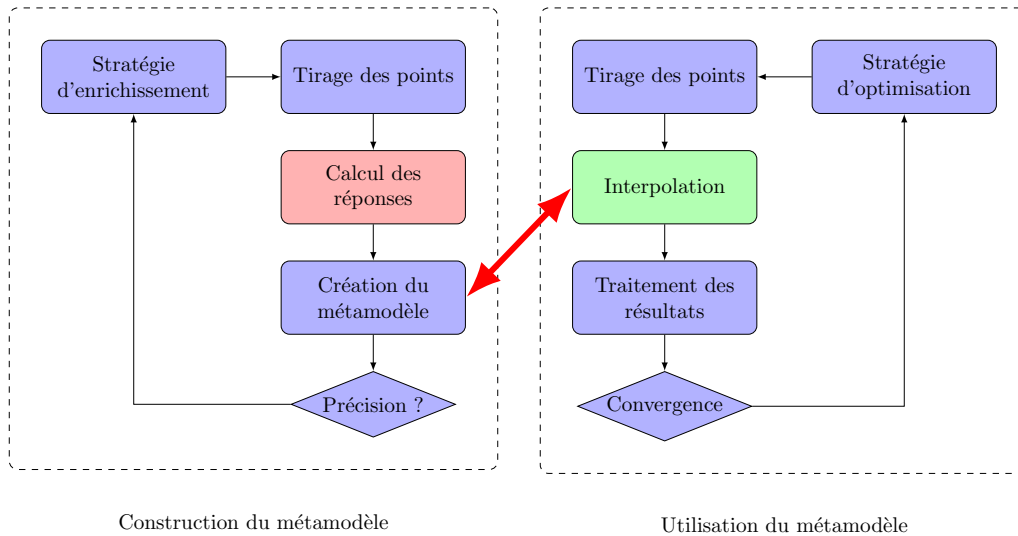 Stratégie
d'enrichissement
Tirage des points
Calcul des
réponses
Création du
métamodèle
Précision ?
Construction du métamodèle
Tirage des points
Stratégie
d'optimisation
Interpolation
Traitement des
résultats
Convergence
Utilisation du métamodèle